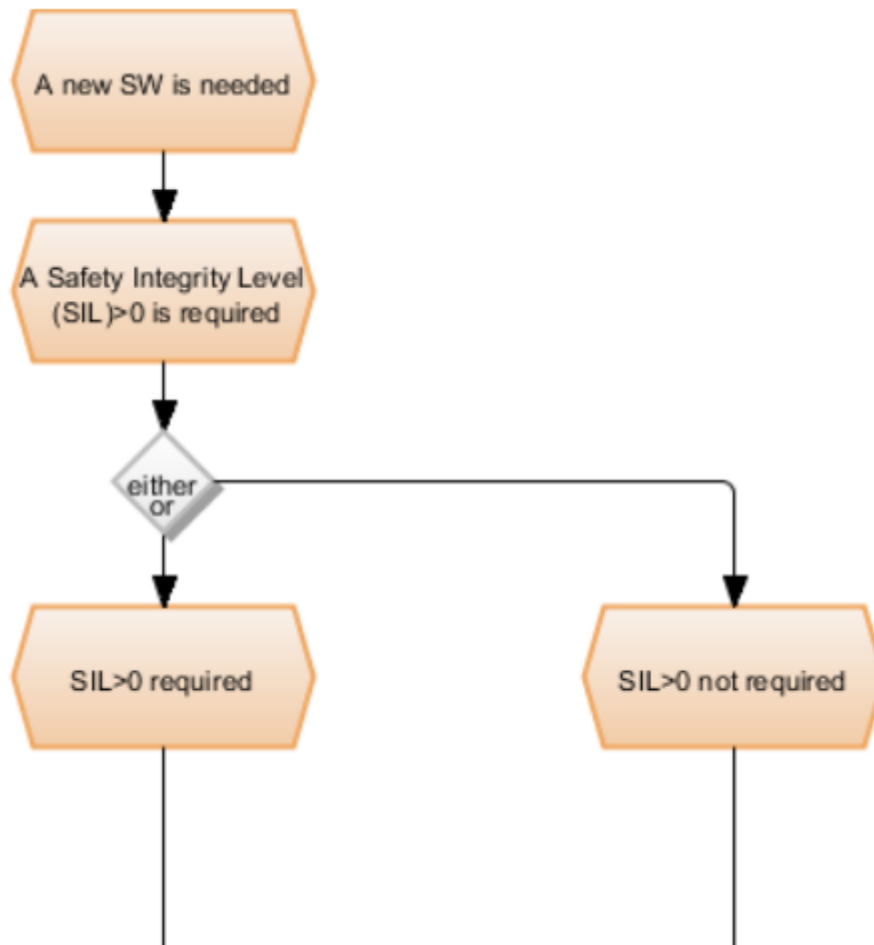 A new SW is needed
A Safety Integrity Level
(SIL)>0 is required
either
or
SIL>0 required
SIL>0 not required